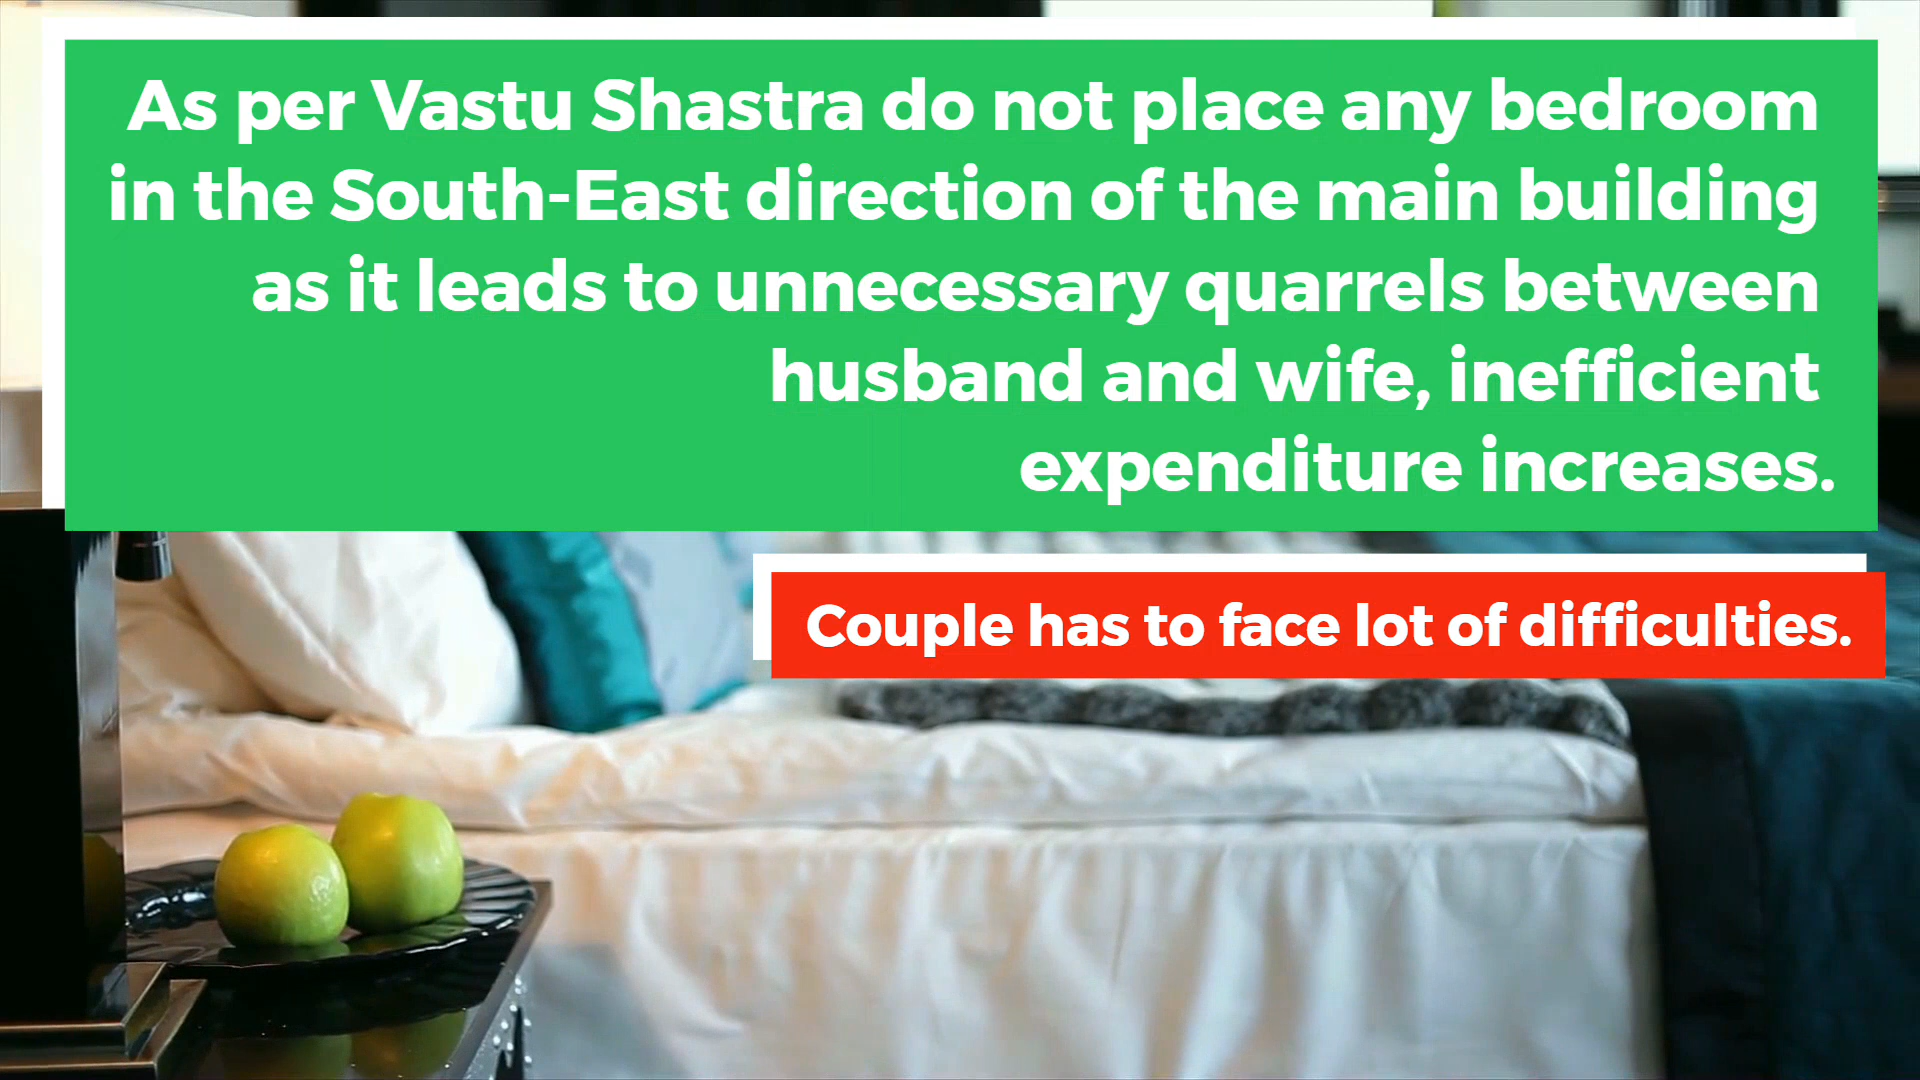 As per Vastu Shastra do not place any bedroom
in the South-East direction of the main building
as it leads to unnecessary quarrels between
husband and wife, inefficient
expenditure increases.
Couple has to face lot of difficulties.